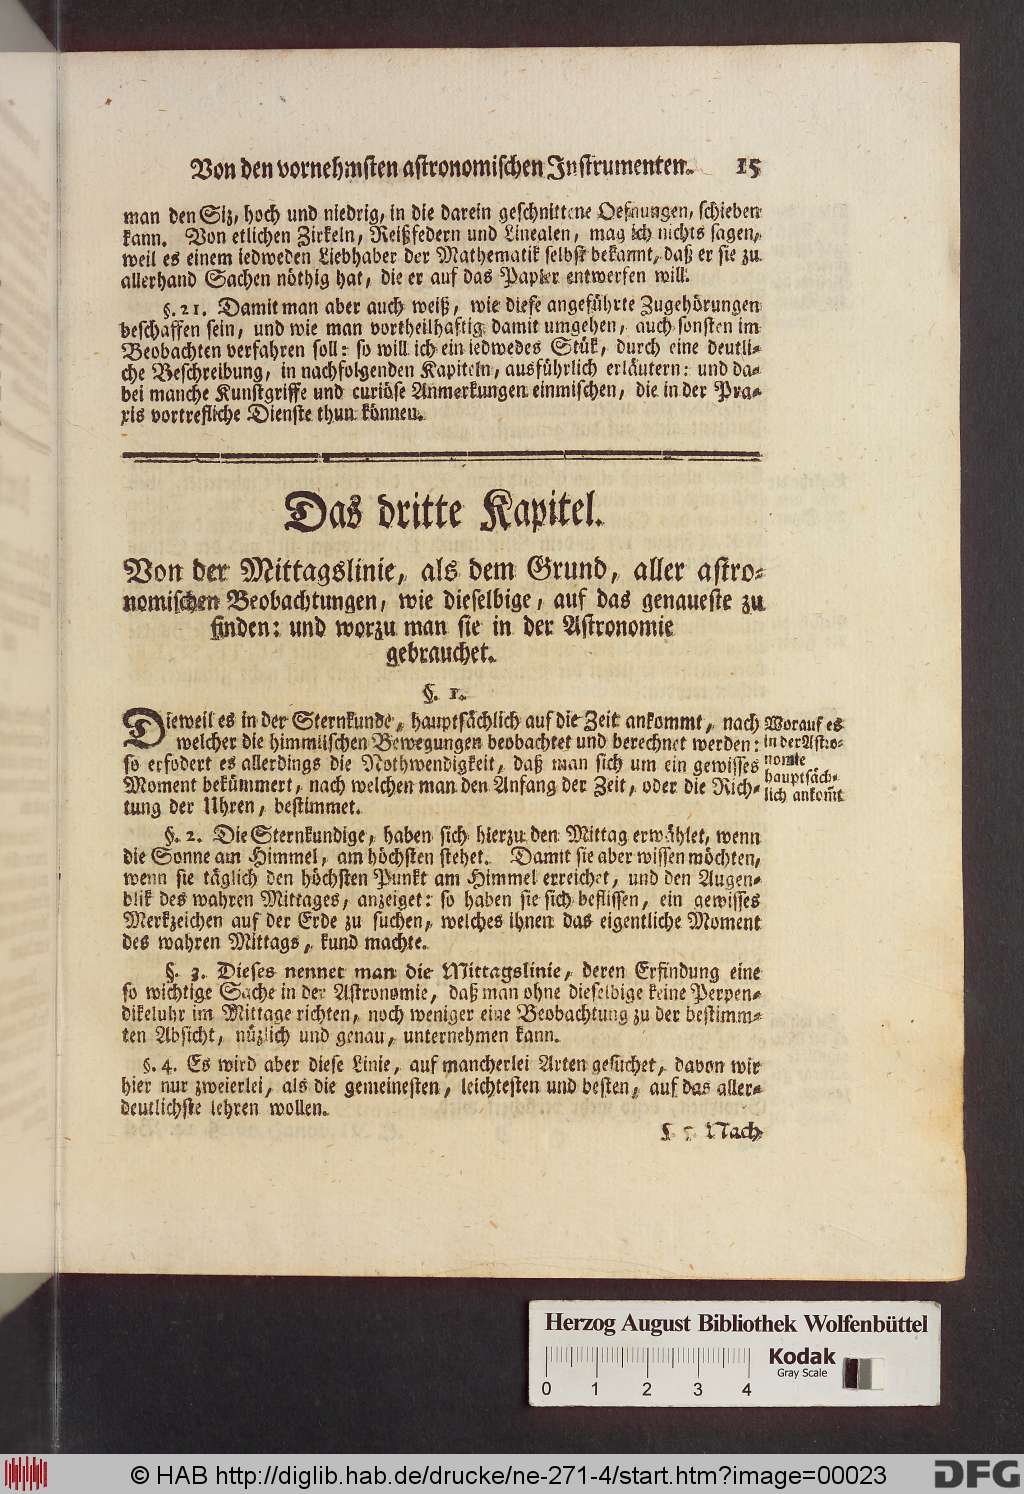 Von den vornehmsten astronomischen Instrumenten. 15
man den Siz, hoch und niedrig, in die darein geschnittene Oefnungen, schieben
kann. Von etlichen Zirkeln, Reißfedern und Linealen, mag ich nichts sagen,
weil es einem iedweden Liebhaber der Mathematik selbst bekannt, daß er sie zu
allerhand Sachen nöthig hat, die er auf das Papier entwerfen will.
§. 21. Damit man aber auch weiß, wie diese angeführte Zugehörungen
beschaffen sein, und wie man vortheilhaftig damit umgehen, auch sonsten im
Beobachten verfahren soll: so will ich ein iedwedes Stük, durch eine deutli-
che Beschreibung, in nachfolgenden Kapiteln, ausführlich erläutern: und da-
bei manche Kunstgriffe und curiöse Anmerkungen einmischen, die in der Pra-
xis vortrefliche Dienste thun können.
Das dritte Kapitel.
Von der Mittagslinie, als dem Grund, aller astro-
nomischen Beobachtungen, wie dieselbige, auf das genaueste zu
finden: und worzu man sie in der Astronomie
gebrauchet.
§. 1.
Dieweil es in der Sternkunde, hauptsächlich auf die Zeit ankommt, nach
welcher die himmlischen Bewegungen beobachtet und berechnet werden:
so erfodert es allerdings die Nothwendigkeit, daß man sich um ein gewisses
Moment bekümmert, nach welchen man den Anfang der Zeit, oder die Rich-
tung der Uhren, bestimmet.
Worauf es
in der Astro-
nomie
hauptsäch-
lich ankom̃t
§. 2. Die Sternkundige, haben sich hierzu den Mittag erwählet, wenn
die Sonne am Himmel, am höchsten stehet. Damit sie aber wissen möchten,
wenn sie täglich den höchsten Punkt am Himmel erreichet, und den Augen-
blik des wahren Mittages, anzeiget: so haben sie sich beflissen, ein gewisses
Merkzeichen auf der Erde zu suchen, welches ihnen das eigentliche Moment
des wahren Mittags, kund machte.
§. 3. Dieses nennet man die Mittagslinie, deren Erfindung eine
so wichtige Sache in der Astronomie, daß man ohne dieselbige keine Perpen-
dikeluhr im Mittage richten, noch weniger eine Beobachtung zu der bestimm-
ten Absicht, nüzlich und genau, unternehmen kann.
§. 4. Es wird aber diese Linie, auf mancherlei Arten gesuchet, davon wir
hier nur zweierlei, als die gemeinesten, leichtesten und besten, auf das aller-
deutlichste lehren wollen.
§. 5. Nach
Herzog August Bibliothek Wolfenbüttel
Kodak
Gray Scale
0 1 2 3 4
© HAB http://diglib.hab.de/drucke/ne-271-4/start.htm?image=00023
DFG